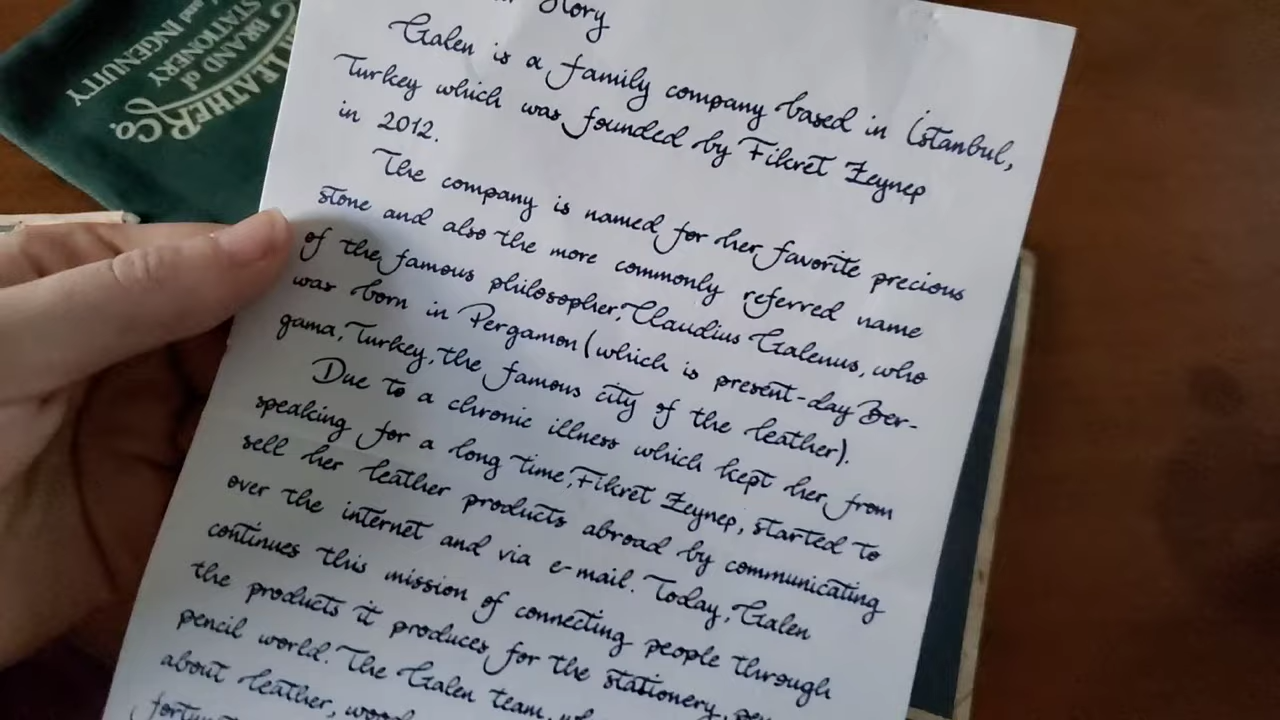 LEATHER Co.
BRAND of
STATIONERY
and INGENUITY
Story
Galen is a family company based in İstanbul,
Turkey which was founded by Fikret Zeynep
in 2012.
The company is named for her favorite precious
stone and also the more commonly referred name
of the famous philosopher, Claudius Galenus, who
was born in Pergamon (which is present-day Ber-
gama, Turkey, the famous city of the leather).
Due to a chronic illness which kept her from
speaking for a long time, Fikret Zeynep, started to
sell her leather products abroad by communicating
over the internet and via e-mail. Today, Galen
continues this mission of connecting people through
the products it produces for the stationery,
pencil world. The Galen team,
about leather,